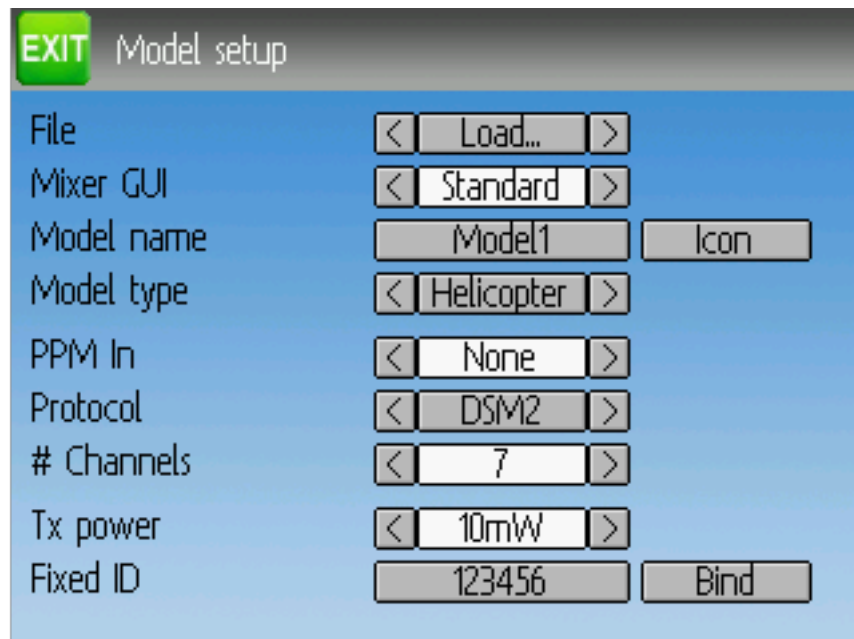 EXIT Model setup
File < Load... >
Mixer GUI < Standard >
Model name Model1 Icon
Model type < Helicopter >
PPM In < None >
Protocol < DSM2 >
# Channels < 7 >
Tx power < 10mW >
Fixed ID 123456 Bind